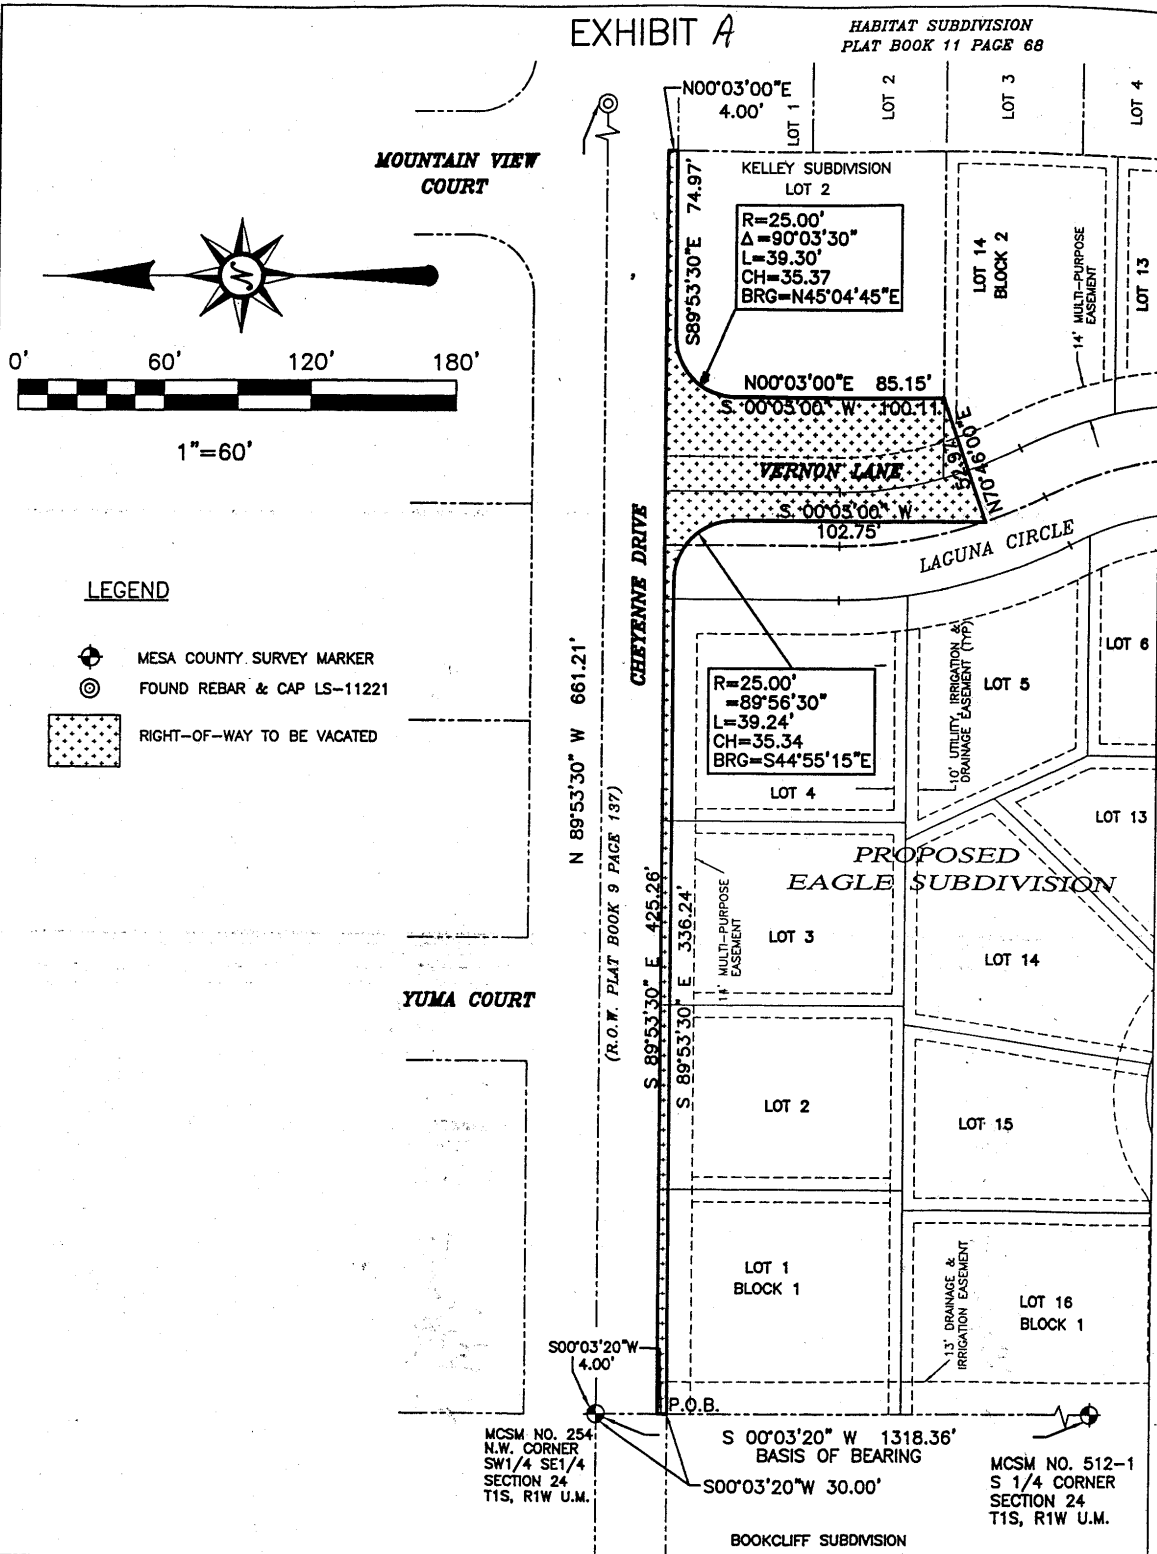 EXHIBIT A
HABITAT SUBDIVISION
PLAT BOOK 11 PAGE 68
N00°03'00"E
4.00'
LOT 1
LOT 2
LOT 3
LOT 4
MOUNTAIN VIEW
COURT
KELLEY SUBDIVISION
LOT 2
S89°53'30"E 74.97'
R=25.00'
Δ=90°03'30"
L=39.30'
CH=35.37
BRG=N45°04'45"E
LOT 14
BLOCK 2
14' MULTI-PURPOSE
EASEMENT
LOT 13
N
0' 60' 120' 180'
1"=60'
N00°03'00"E 85.15'
S 00°03'00" W 100.11'
VERNON LANE
52.97'
N70°46'00"E
S 00°03'00" W
102.75'
LAGUNA CIRCLE
CHEYENNE DRIVE
LEGEND
MESA COUNTY SURVEY MARKER
FOUND REBAR & CAP LS-11221
RIGHT-OF-WAY TO BE VACATED
N 89°53'30" W 661.21'
(R.O.W. PLAT BOOK 9 PAGE 137)
R=25.00'
=89°56'30"
L=39.24'
CH=35.34
BRG=S44°55'15"E
LOT 4
10' UTILITY, IRRIGATION &
DRAINAGE EASEMENT (TYP)
LOT 5
LOT 6
LOT 13
PROPOSED
EAGLE SUBDIVISION
S 89°53'30" E 425.26'
S 89°53'30" E 336.24'
14' MULTI-PURPOSE
EASEMENT
LOT 3
LOT 14
YUMA COURT
LOT 2
LOT 15
LOT 1
BLOCK 1
13' DRAINAGE &
IRRIGATION EASEMENT
LOT 16
BLOCK 1
S00°03'20"W
4.00'
P.O.B.
MCSM NO. 254
N.W. CORNER
SW1/4 SE1/4
SECTION 24
T1S, R1W U.M.
S 00°03'20" W 1318.36'
BASIS OF BEARING
S00°03'20"W 30.00'
MCSM NO. 512-1
S 1/4 CORNER
SECTION 24
T1S, R1W U.M.
BOOKCLIFF SUBDIVISION